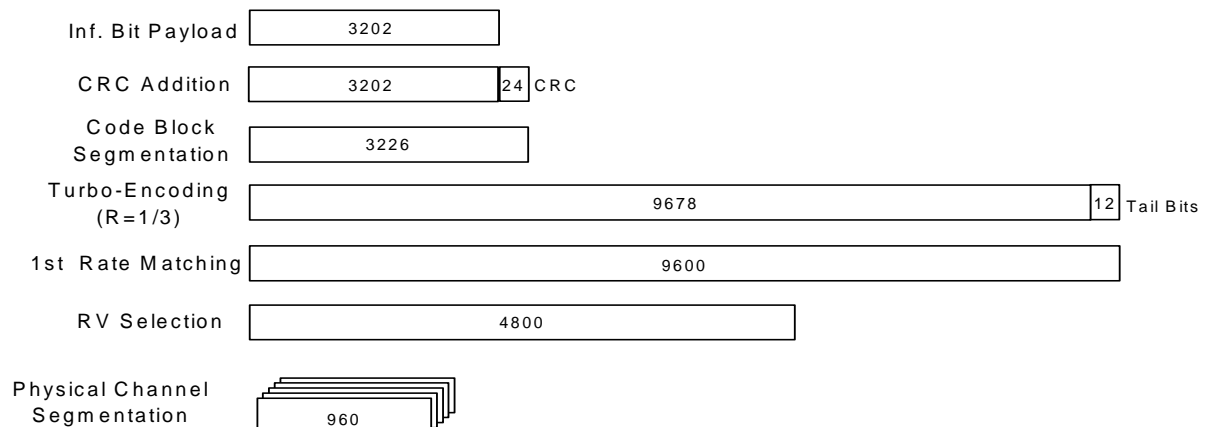 Inf. Bit Payload
3202
CRC Addition
3202
24
CRC
Code Block
Segmentation
3226
Turbo-Encoding
(R=1/3)
9678
12
Tail Bits
1st Rate Matching
9600
RV Selection
4800
Physical Channel
Segmentation
960